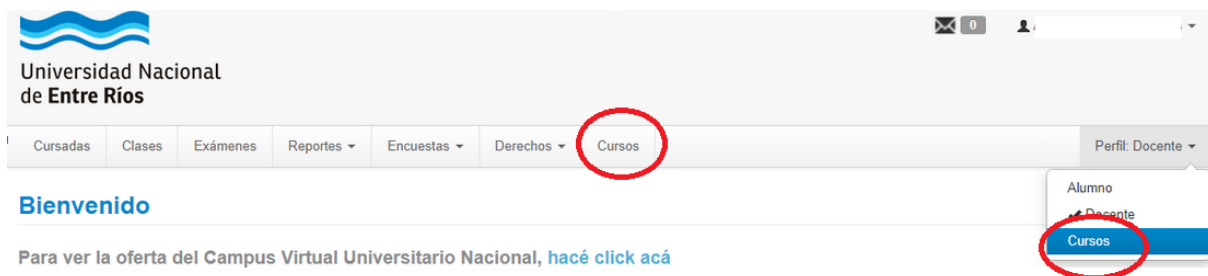 0
Universidad Nacional
de Entre Ríos
Cursadas Clases Exámenes Reportes Encuestas Derechos Cursos Perfil: Docente
Alumno
Docente
Cursos
Bienvenido
Para ver la oferta del Campus Virtual Universitario Nacional, hacé click acá